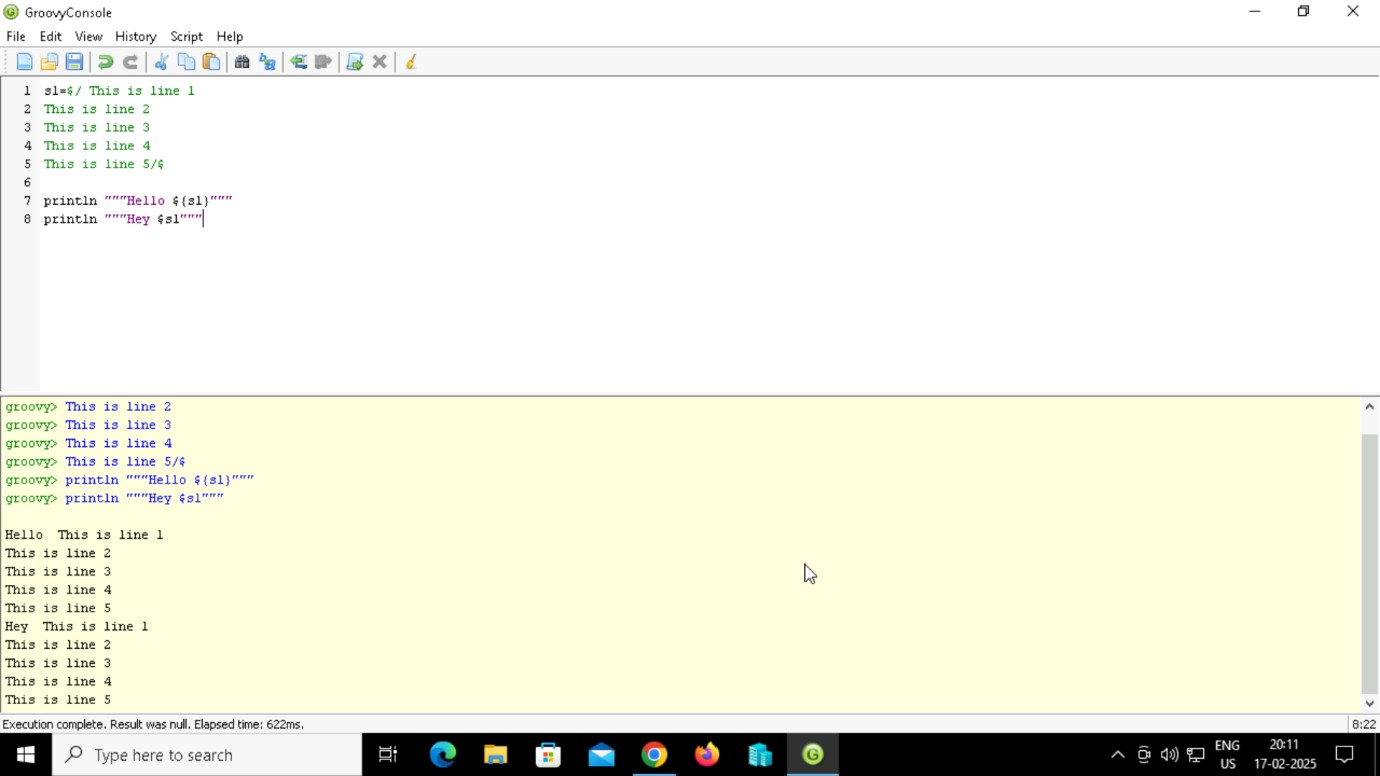 GroovyConsole
File Edit View History Script Help
1 sl=$/ This is line 1
2 This is line 2
3 This is line 3
4 This is line 4
5 This is line 5/$
6
7 println """Hello ${sl}"""
8 println """Hey $sl"""
groovy> This is line 2
groovy> This is line 3
groovy> This is line 4
groovy> This is line 5/$
groovy> println """Hello ${sl}"""
groovy> println """Hey $sl"""
Hello  This is line 1
This is line 2
This is line 3
This is line 4
This is line 5
Hey  This is line 1
This is line 2
This is line 3
This is line 4
This is line 5
Execution complete. Result was null. Elapsed time: 622ms. 8:22
Type here to search
ENG
US
20:11
17-02-2025